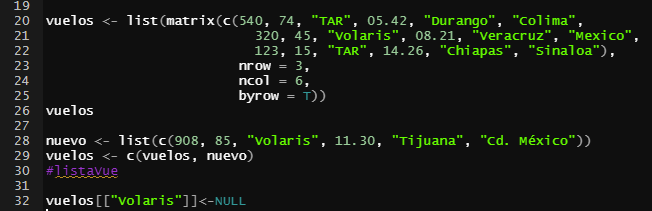 19
20 vuelos <- list(matrix(c(540, 74, "TAR", 05.42, "Durango", "Colima",
21 320, 45, "Volaris", 08.21, "Veracruz", "Mexico",
22 123, 15, "TAR", 14.26, "Chiapas", "Sinaloa"),
23 nrow = 3,
24 ncol = 6,
25 byrow = T))
26 vuelos
27
28 nuevo <- list(c(908, 85, "Volaris", 11.30, "Tijuana", "Cd. México"))
29 vuelos <- c(vuelos, nuevo)
30 #listaVue
31
32 vuelos[["Volaris"]]<-NULL